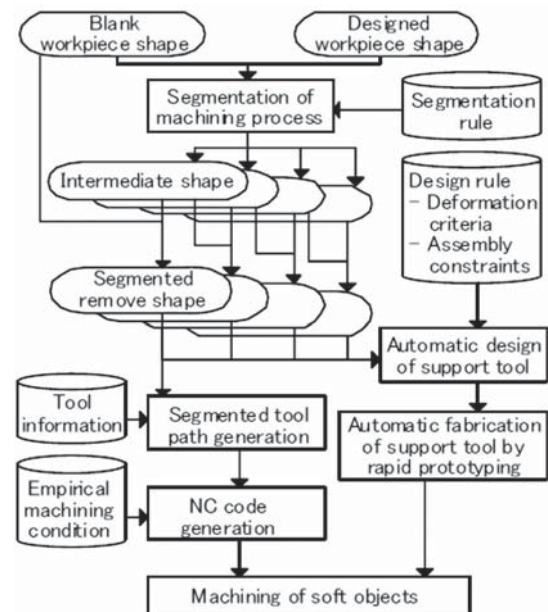 Blank
workpiece shape
Designed
workpiece shape
Segmentation of
machining process
Segmentation
rule
Intermediate shape
Design rule
- Deformation
criteria
- Assembly
constraints
Segmented
remove shape
Automatic design
of support tool
Tool
information
Segmented tool
path generation
Automatic fabrication
of support tool by
rapid prototyping
Empirical
machining
condition
NC code
generation
Machining of soft objects